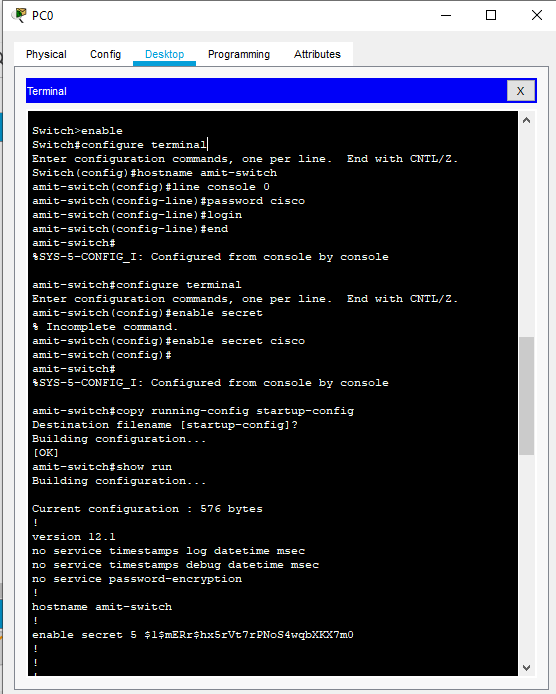 PC0
Physical Config Desktop Programming Attributes
Terminal
X
Switch>enable
Switch#configure terminal
Enter configuration commands, one per line.  End with CNTL/Z.
Switch(config)#hostname amit-switch
amit-switch(config)#line console 0
amit-switch(config-line)#password cisco
amit-switch(config-line)#login
amit-switch(config-line)#end
amit-switch#
%SYS-5-CONFIG_I: Configured from console by console
amit-switch#configure terminal
Enter configuration commands, one per line.  End with CNTL/Z.
amit-switch(config)#enable secret
% Incomplete command.
amit-switch(config)#enable secret cisco
amit-switch(config)#
amit-switch#
%SYS-5-CONFIG_I: Configured from console by console
amit-switch#copy running-config startup-config
Destination filename [startup-config]?
Building configuration...
[OK]
amit-switch#show run
Building configuration...
Current configuration : 576 bytes
!
version 12.1
no service timestamps log datetime msec
no service timestamps debug datetime msec
no service password-encryption
!
hostname amit-switch
!
enable secret 5 $1$mERr$hx5rVt7rPNoS4wqbXKX7m0
!
!
!